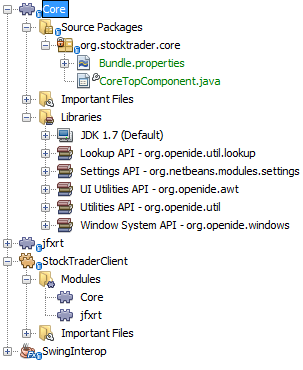 Core
Source Packages
org.stocktrader.core
Bundle.properties
CoreTopComponent.java
Important Files
Libraries
JDK 1.7 (Default)
Lookup API - org.openide.util.lookup
Settings API - org.netbeans.modules.settings
UI Utilities API - org.openide.awt
Utilities API - org.openide.util
Window System API - org.openide.windows
jfxrt
StockTraderClient
Modules
Core
jfxrt
Important Files
SwingInterop